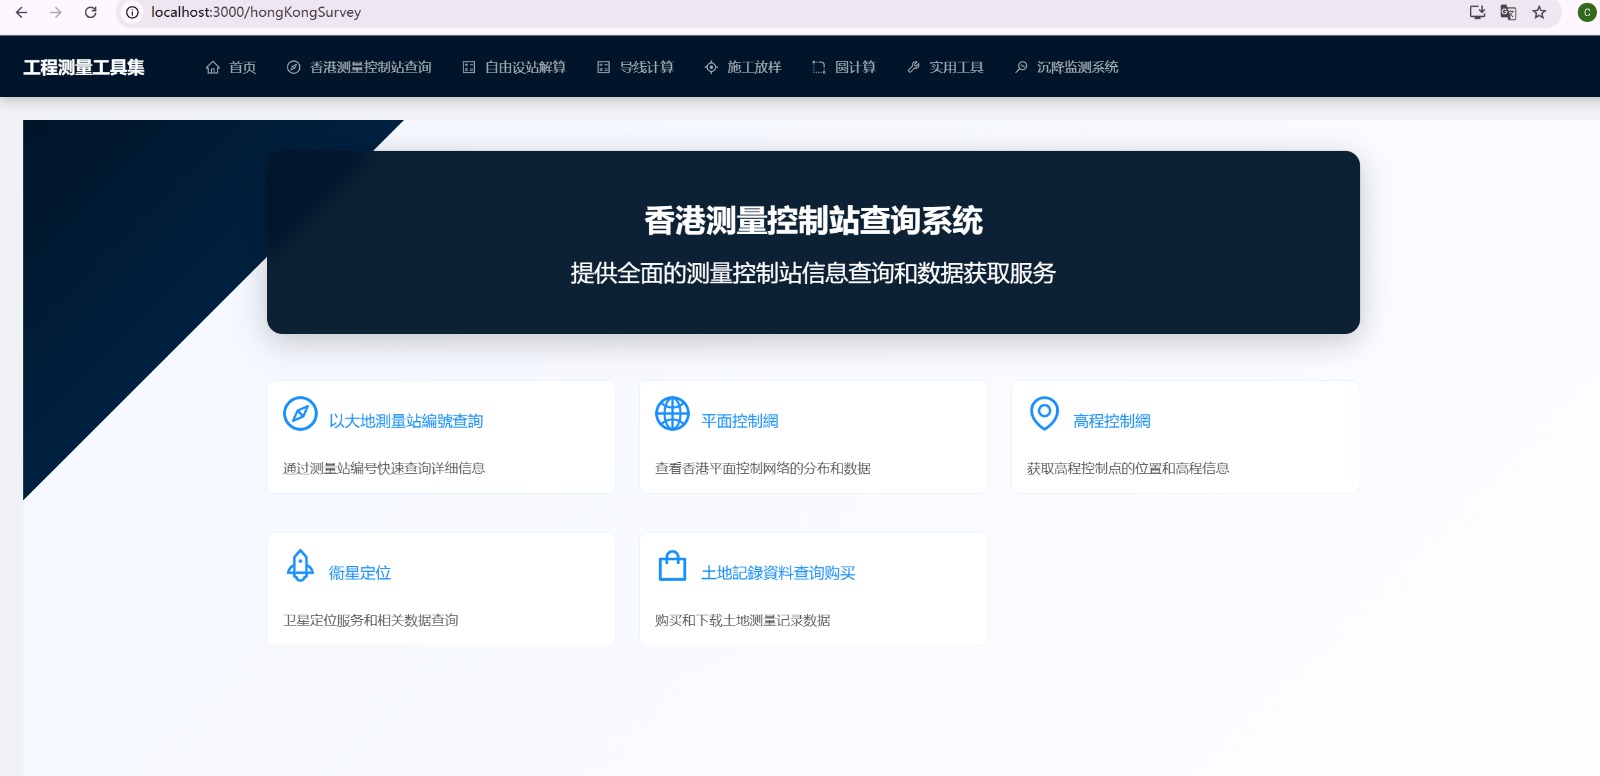 localhost:3000/hongKongSurvey
C
工程测量工具集
首页
香港测量控制站查询
自由设站解算
导线计算
施工放样
圆计算
实用工具
沉降监测系统
香港测量控制站查询系统
提供全面的测量控制站信息查询和数据获取服务
以大地測量站編號查詢
通过测量站编号快速查询详细信息
平面控制網
查看香港平面控制网络的分布和数据
高程控制網
获取高程控制点的位置和高程信息
衞星定位
卫星定位服务和相关数据查询
土地記錄資料查询购买
购买和下载土地测量记录数据